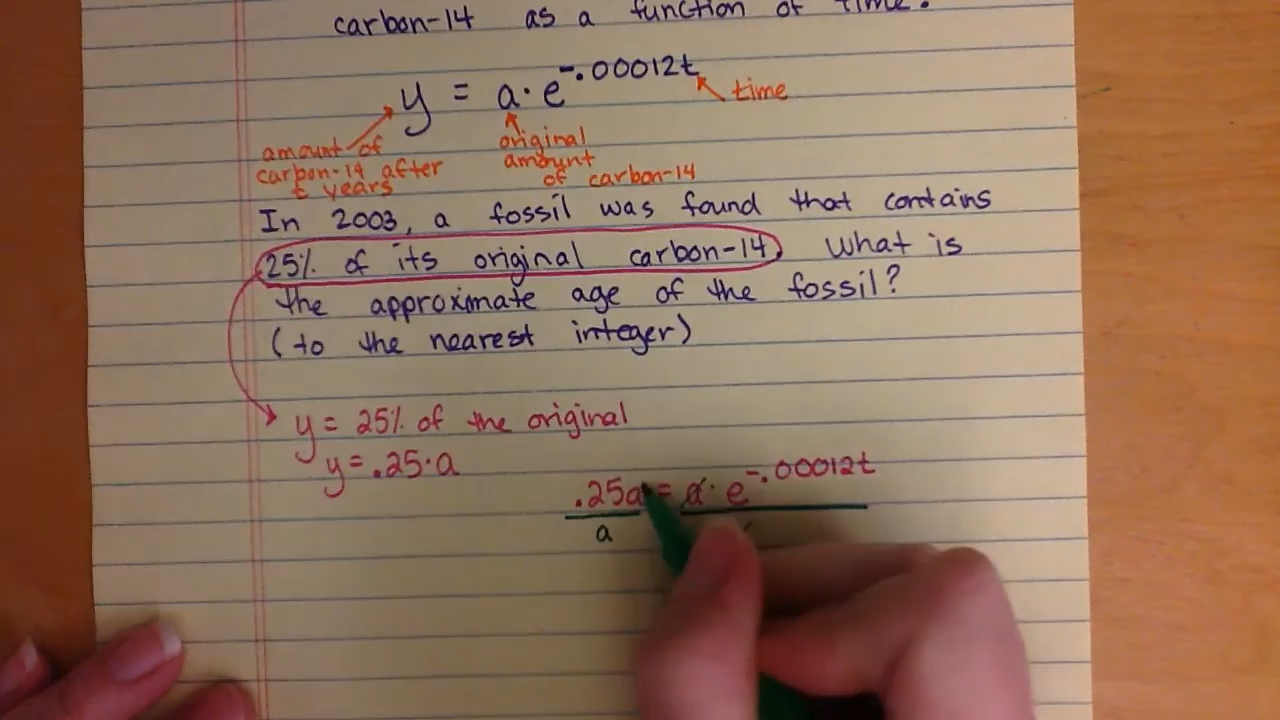 carbon-14 as a function of time.
y = a · e^-.00012t
time
amount of
carbon-14 after
t years
original
amount
of carbon-14
In 2003, a fossil was found that contains
25% of its original carbon-14. What is
the approximate age of the fossil?
(to the nearest integer)
y = 25% of the original
y = .25 · a
.25a = a · e^-.00012t
a